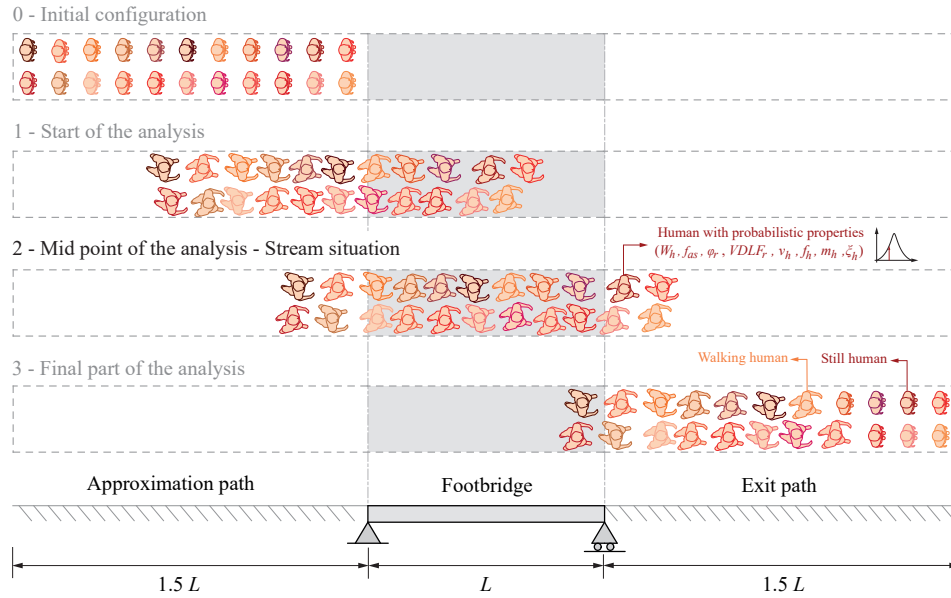 0 - Initial configuration
1 - Start of the analysis
2 - Mid point of the analysis - Stream situation
Human with probabilistic properties
(W_h, f_as, φ_r, VDLF_r, v_h, f_h, m_h, ξ_h)
3 - Final part of the analysis
Walking human
Still human
Approximation path
Footbridge
Exit path
1.5 L
L
1.5 L